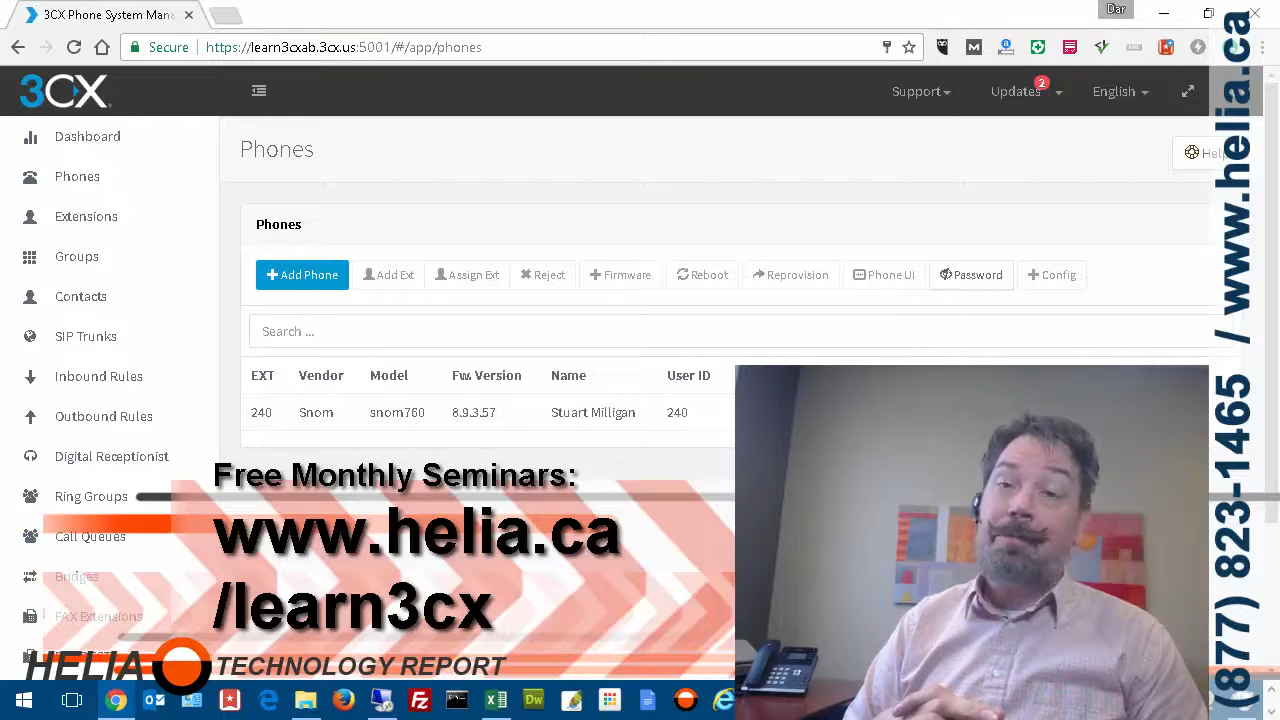 3CX Phone System Mana
Dar
Secure
https://learn3cxab.3cx.us:5001/#/app/phones
3CX
Support
Updates
2
English
Dashboard
Phones
Extensions
Groups
Contacts
SIP Trunks
Inbound Rules
Outbound Rules
Digital Receptionist
Ring Groups
Call Queues
Bridges
FAX Extensions
Phones
Help
Phones
Add Phone
Add Ext
Assign Ext
Reject
Firmware
Reboot
Reprovision
Phone UI
Password
Config
Search ...
EXT Vendor Model Fw. Version Name User ID
240 Snom snom760 8.9.3.57 Stuart Milligan 240
Free Monthly Seminars:
www.helia.ca
/learn3cx
HELIA TECHNOLOGY REPORT
(877) 823-1465 / www.helia.ca